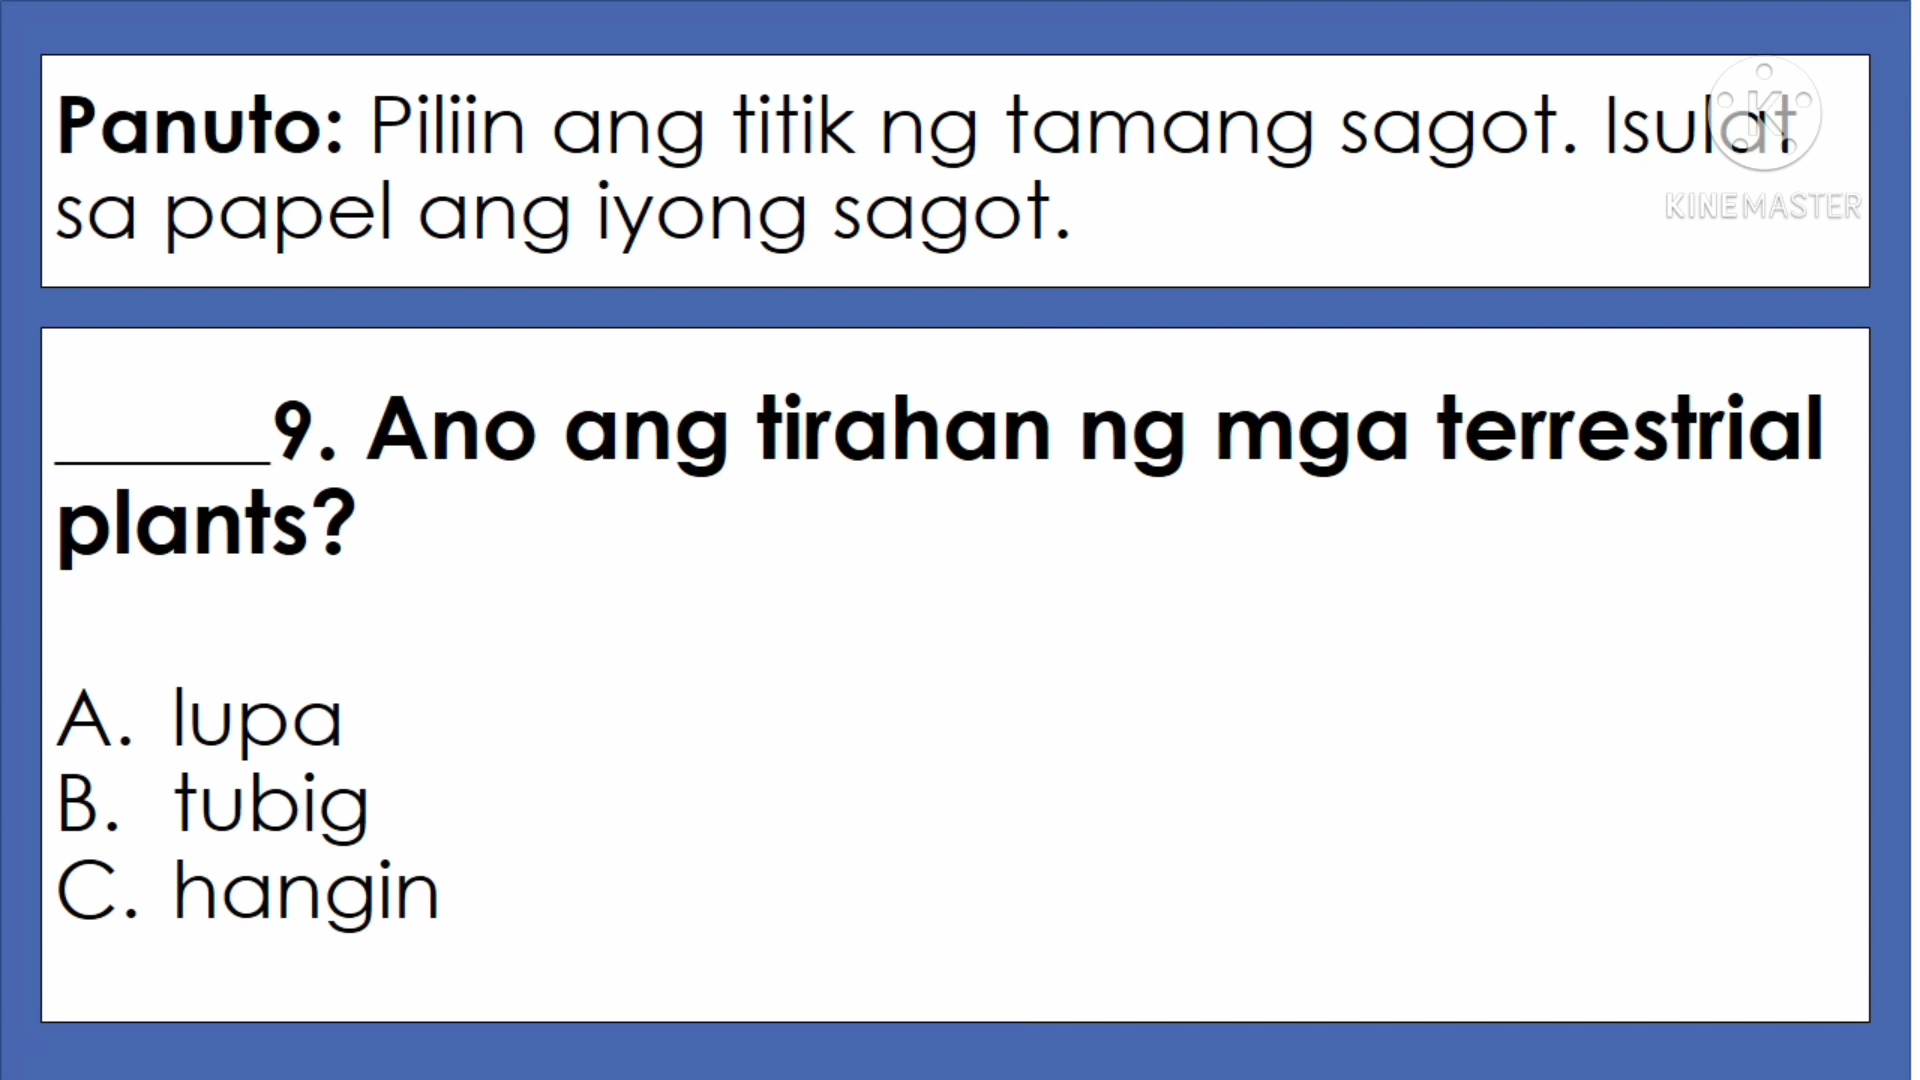 Panuto: Piliin ang titik ng tamang sagot. Isulat
sa papel ang iyong sagot.
K
KINEMASTER
_____9. Ano ang tirahan ng mga terrestrial
plants?
A. lupa
B. tubig
C. hangin